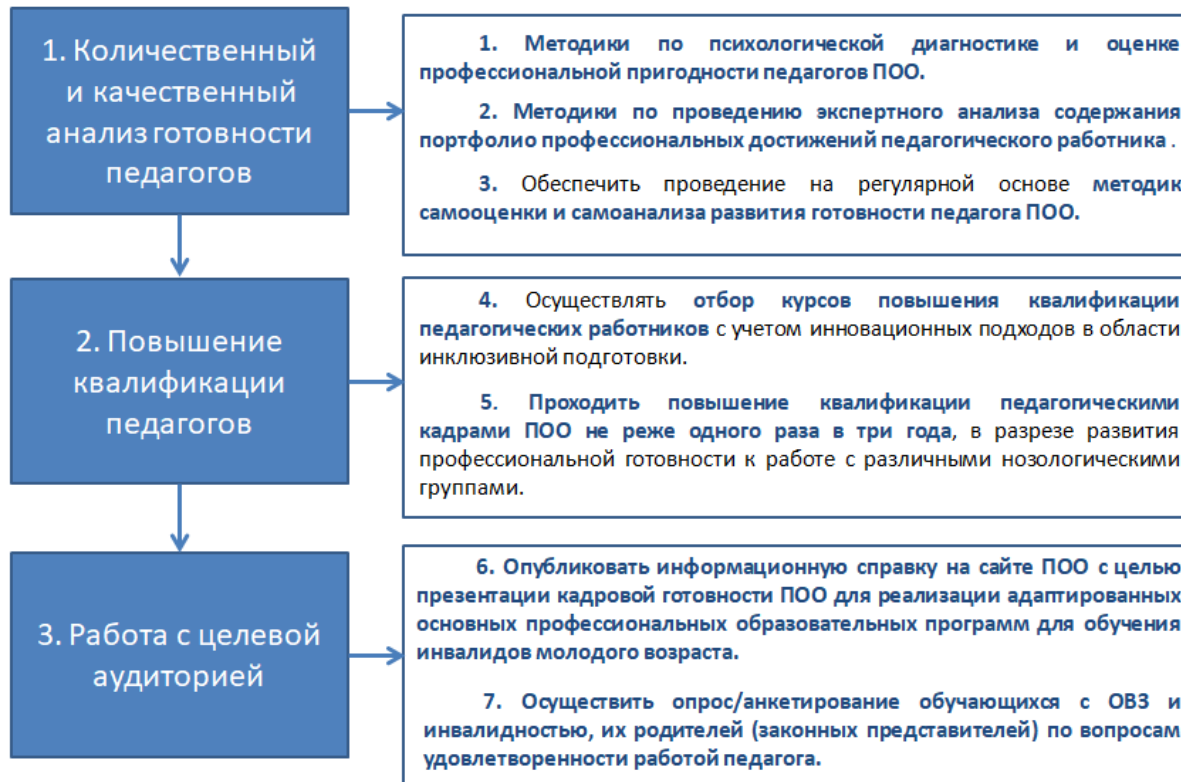 1. Количественный
и качественный
анализ готовности
педагогов
1. Методики по психологической диагностике и оценке
профессиональной пригодности педагогов ПОО.
2. Методики по проведению экспертного анализа содержания
портфолио профессиональных достижений педагогического работника .
3. Обеспечить проведение на регулярной основе методик
самооценки и самоанализа развития готовности педагога ПОО.
2. Повышение
квалификации
педагогов
4. Осуществлять отбор курсов повышения квалификации
педагогических работников с учетом инновационных подходов в области
инклюзивной подготовки.
5. Проходить повышение квалификации педагогическими
кадрами ПОО не реже одного раза в три года, в разрезе развития
профессиональной готовности к работе с различными нозологическими
группами.
3. Работа с целевой
аудиторией
6. Опубликовать информационную справку на сайте ПОО с целью
презентации кадровой готовности ПОО для реализации адаптированных
основных профессиональных образовательных программ для обучения
инвалидов молодого возраста.
7. Осуществить опрос/анкетирование обучающихся с ОВЗ и
инвалидностью, их родителей (законных представителей) по вопросам
удовлетворенности работой педагога.